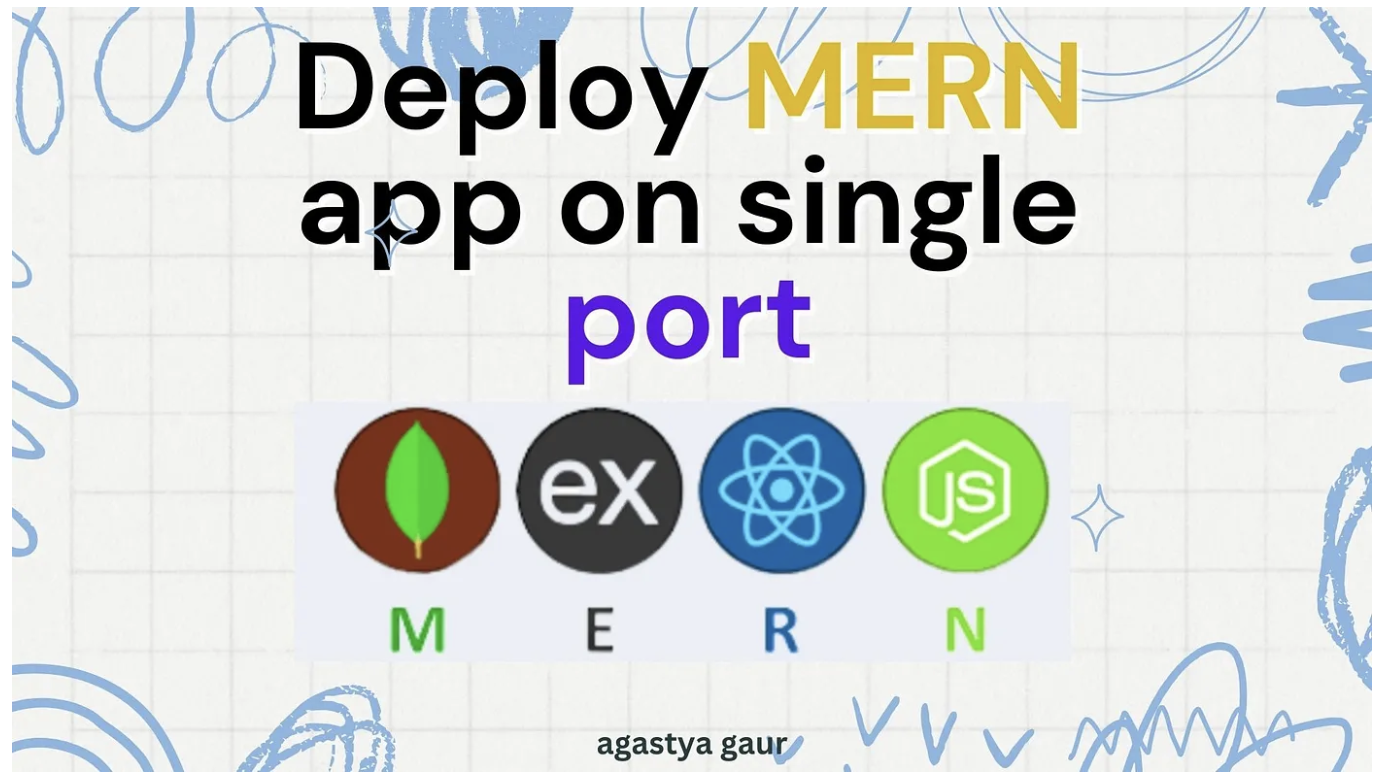 Deploy MERN
app on single
port
ex
JS
M E R N
agastya gaur